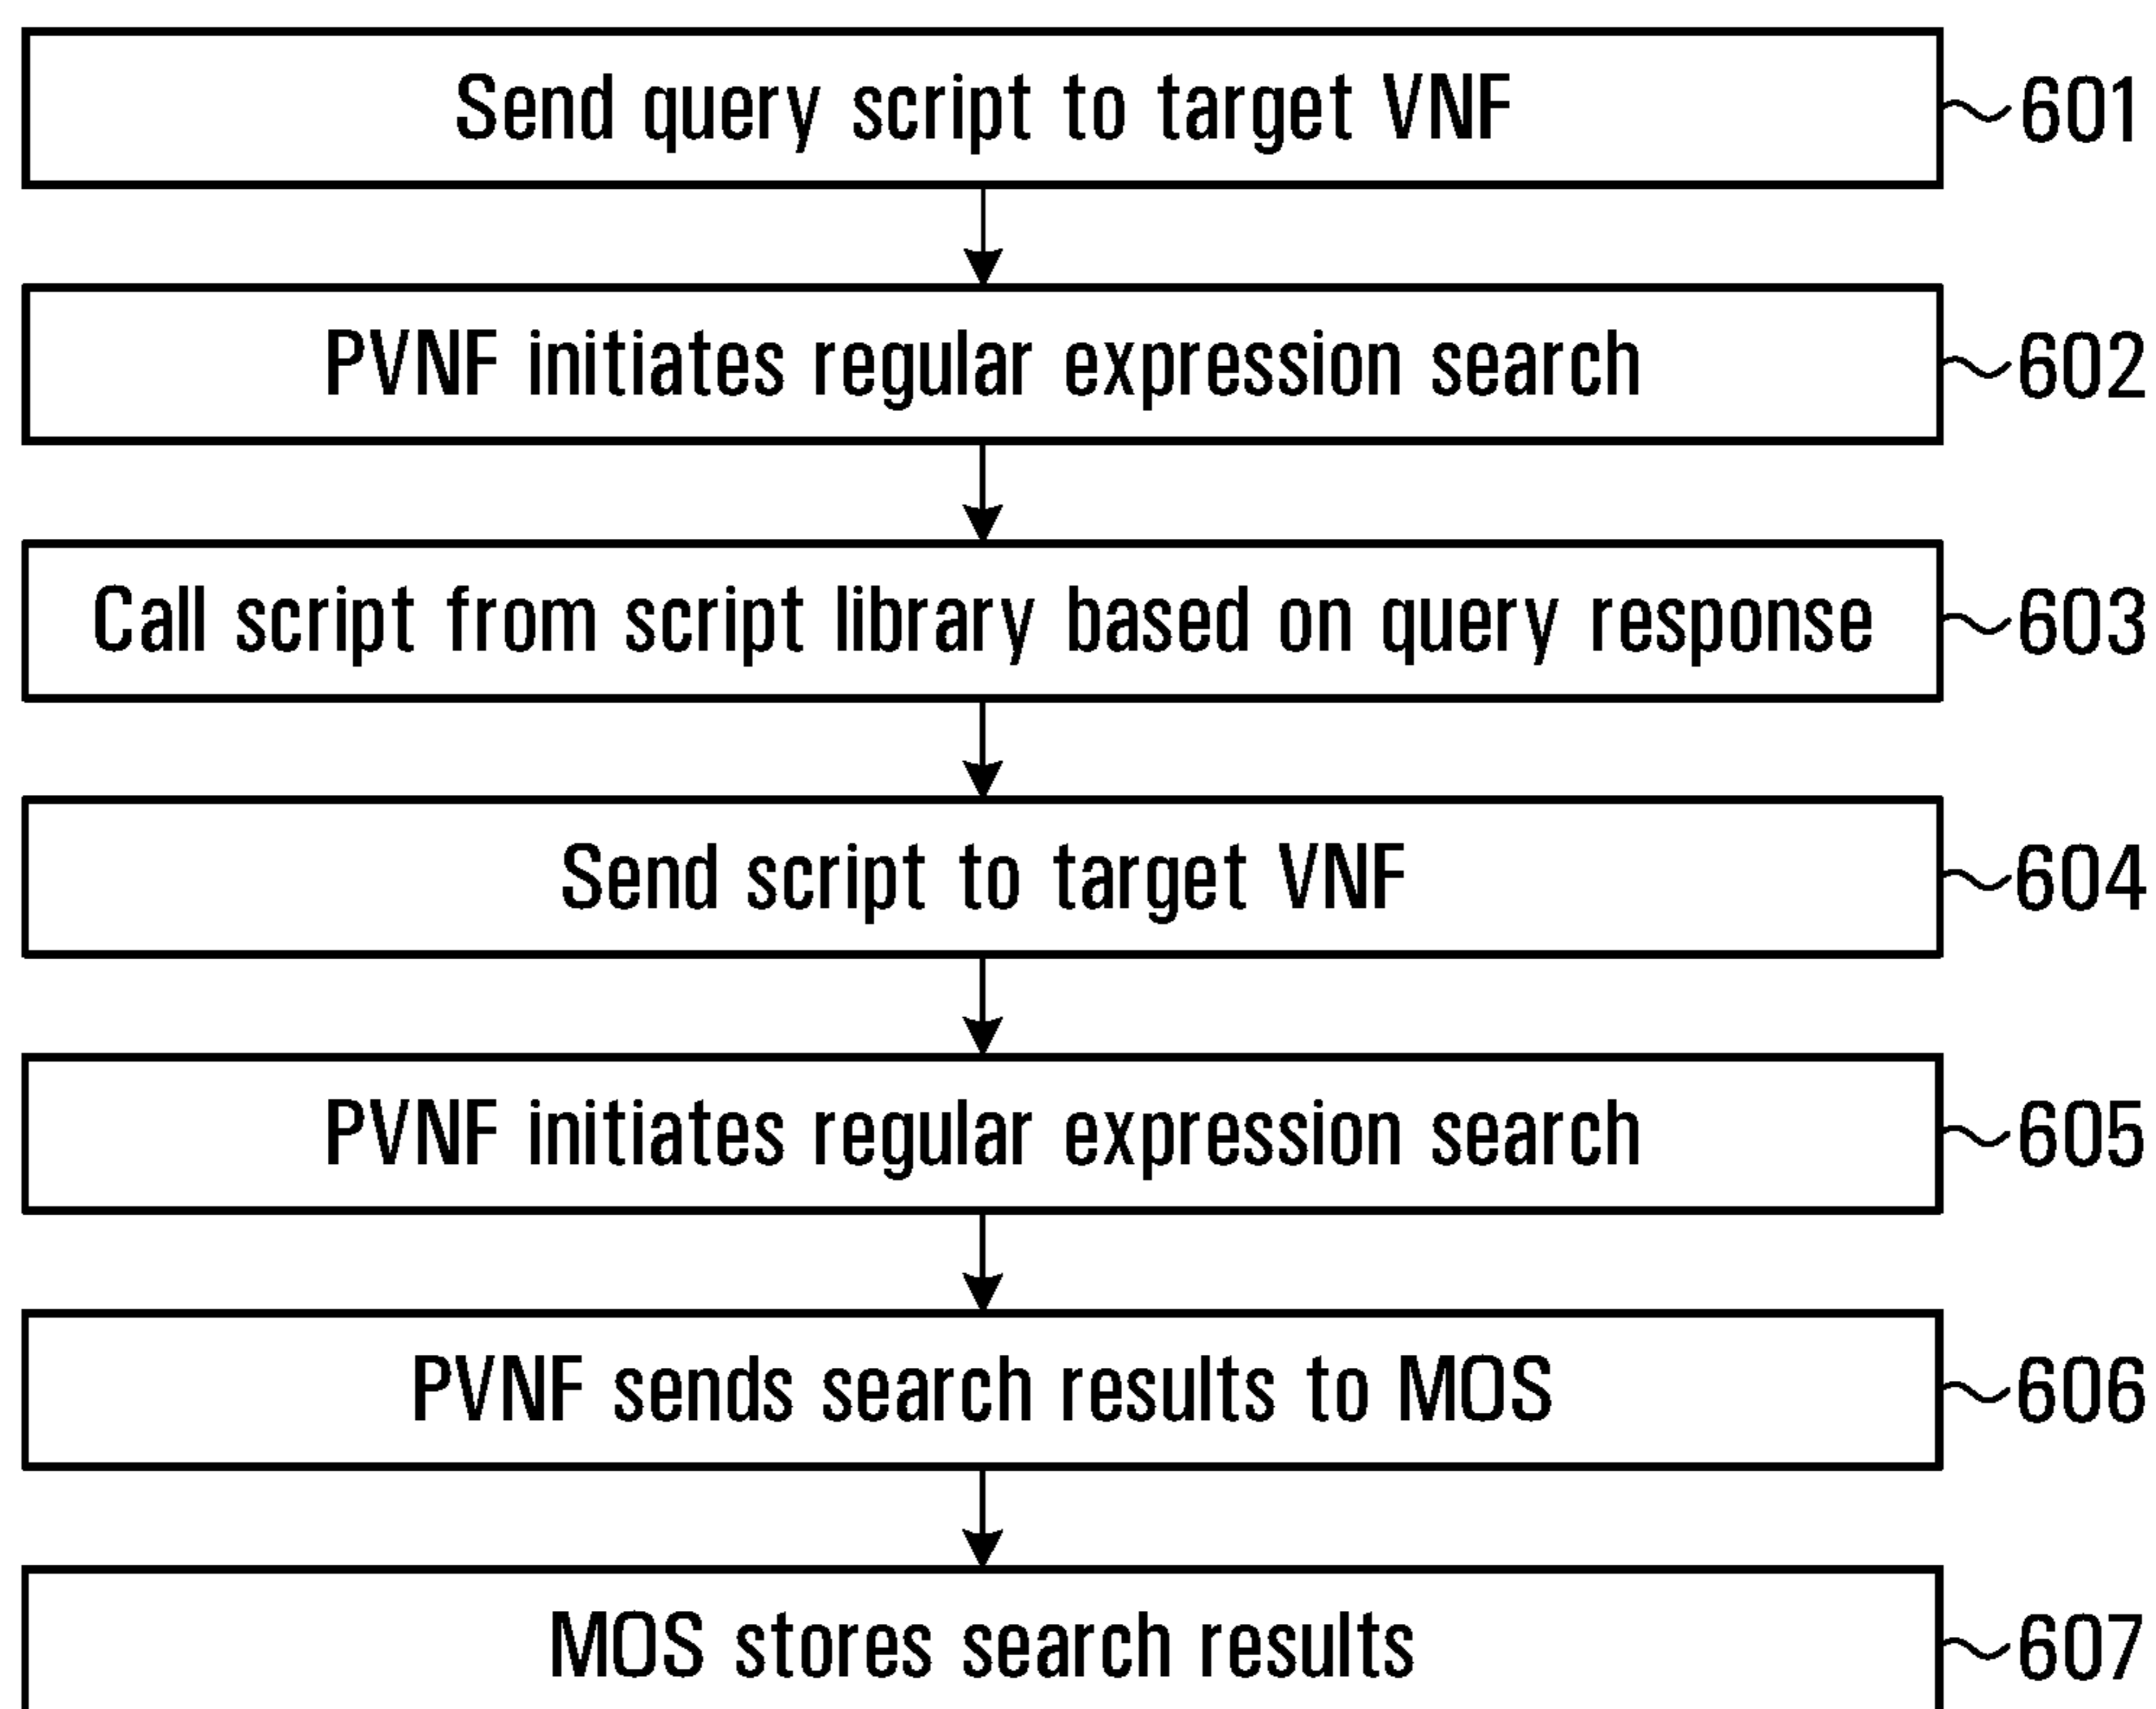 Send query script to target VNF
601
PVNF initiates regular expression search
602
Call script from script library based on query response
603
Send script to target VNF
604
PVNF initiates regular expression search
605
PVNF sends search results to MOS
606
MOS stores search results
607